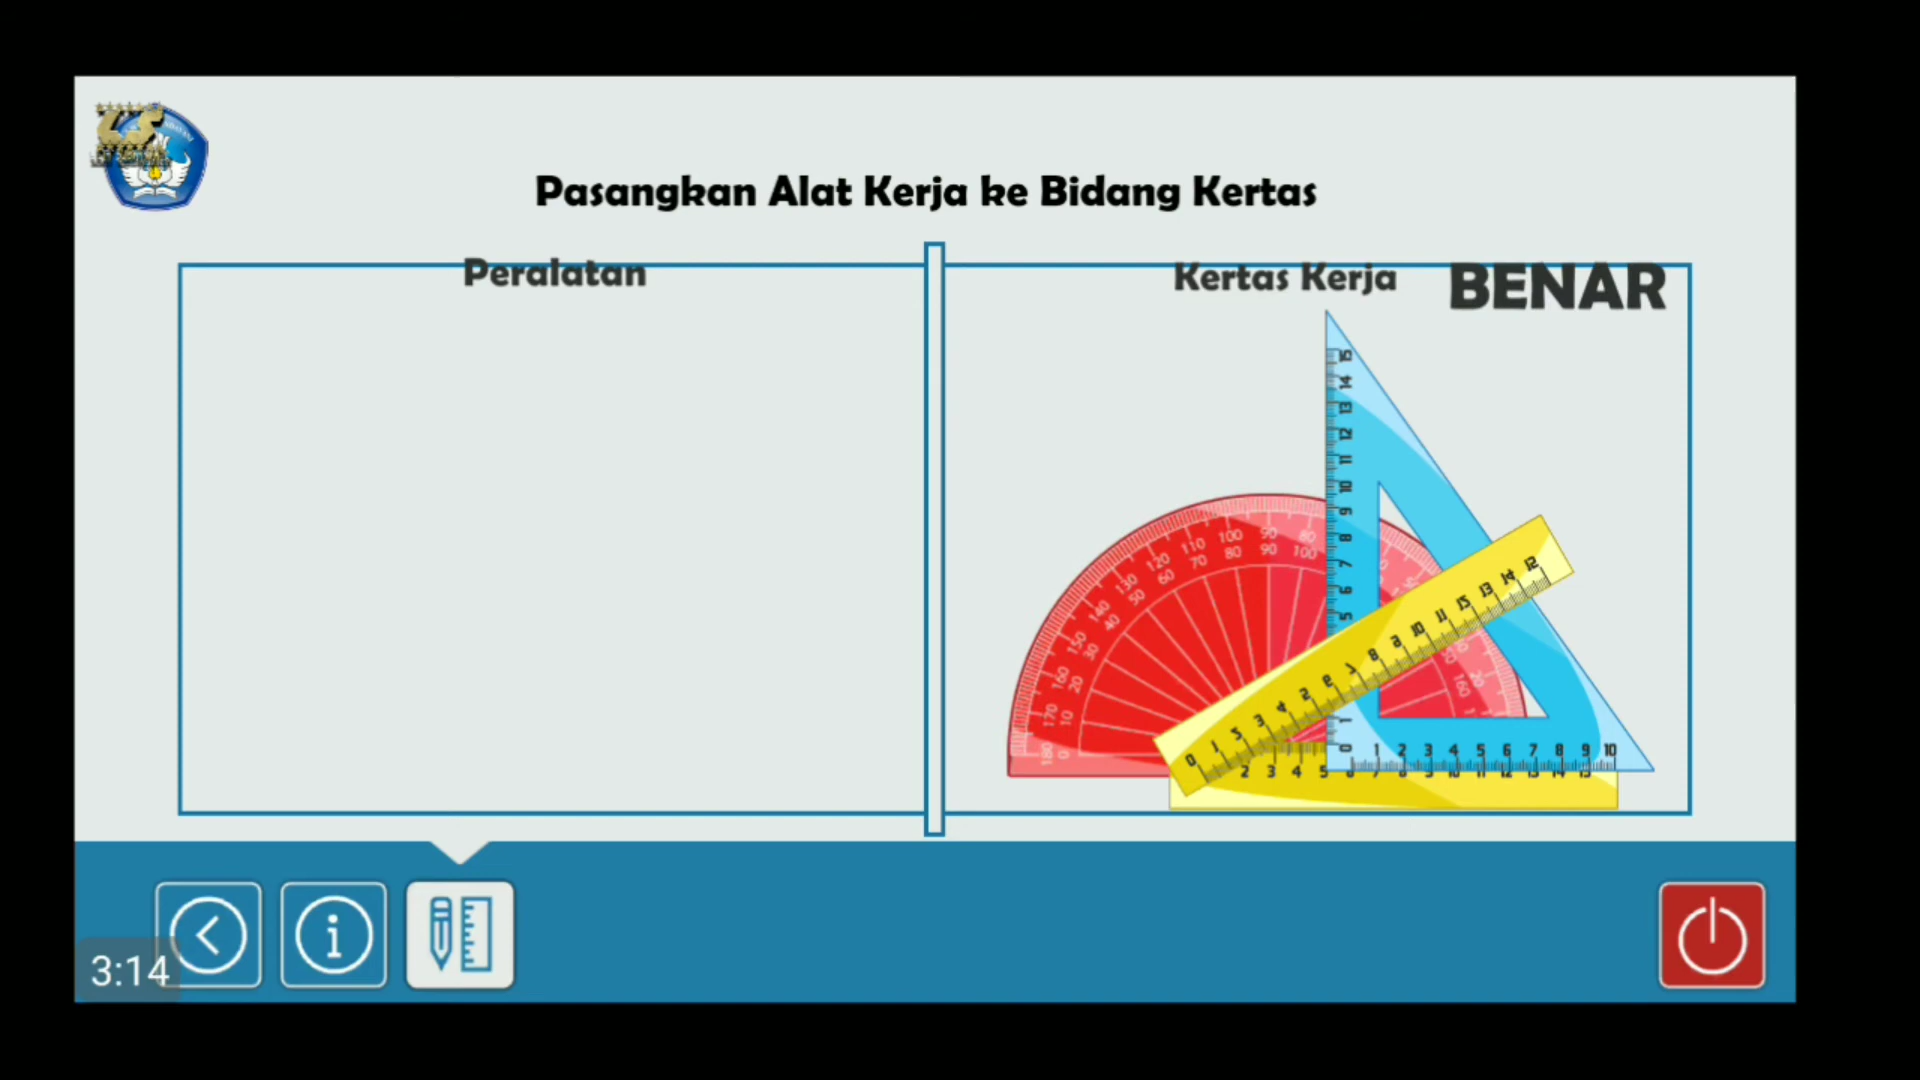 Pasangkan Alat Kerja ke Bidang Kertas
Peralatan
Kertas Kerja
BENAR
3:14